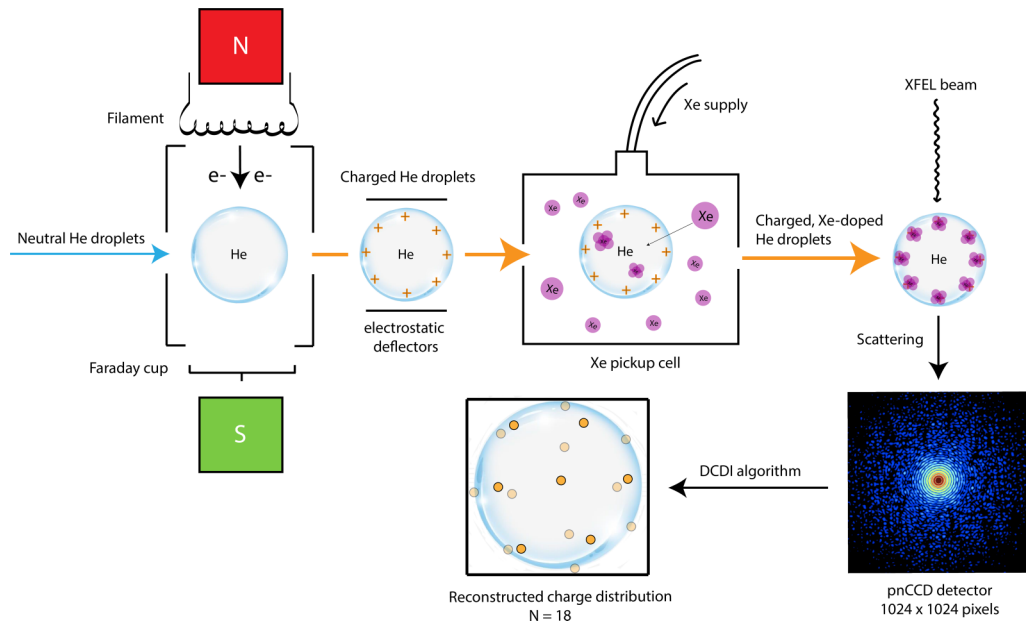 N
Filament
e- e-
Neutral He droplets
He
Faraday cup
S
Charged He droplets
+ + + + + + + +
He
electrostatic
deflectors
Xe supply
Xe Xe Xe
He
+ + + + + + + +
Xe Xe Xe Xe Xe
Xe pickup cell
Charged, Xe-doped
He droplets
XFEL beam
He
Scattering
pnCCD detector
1024 x 1024 pixels
DCDI algorithm
Reconstructed charge distribution
N = 18